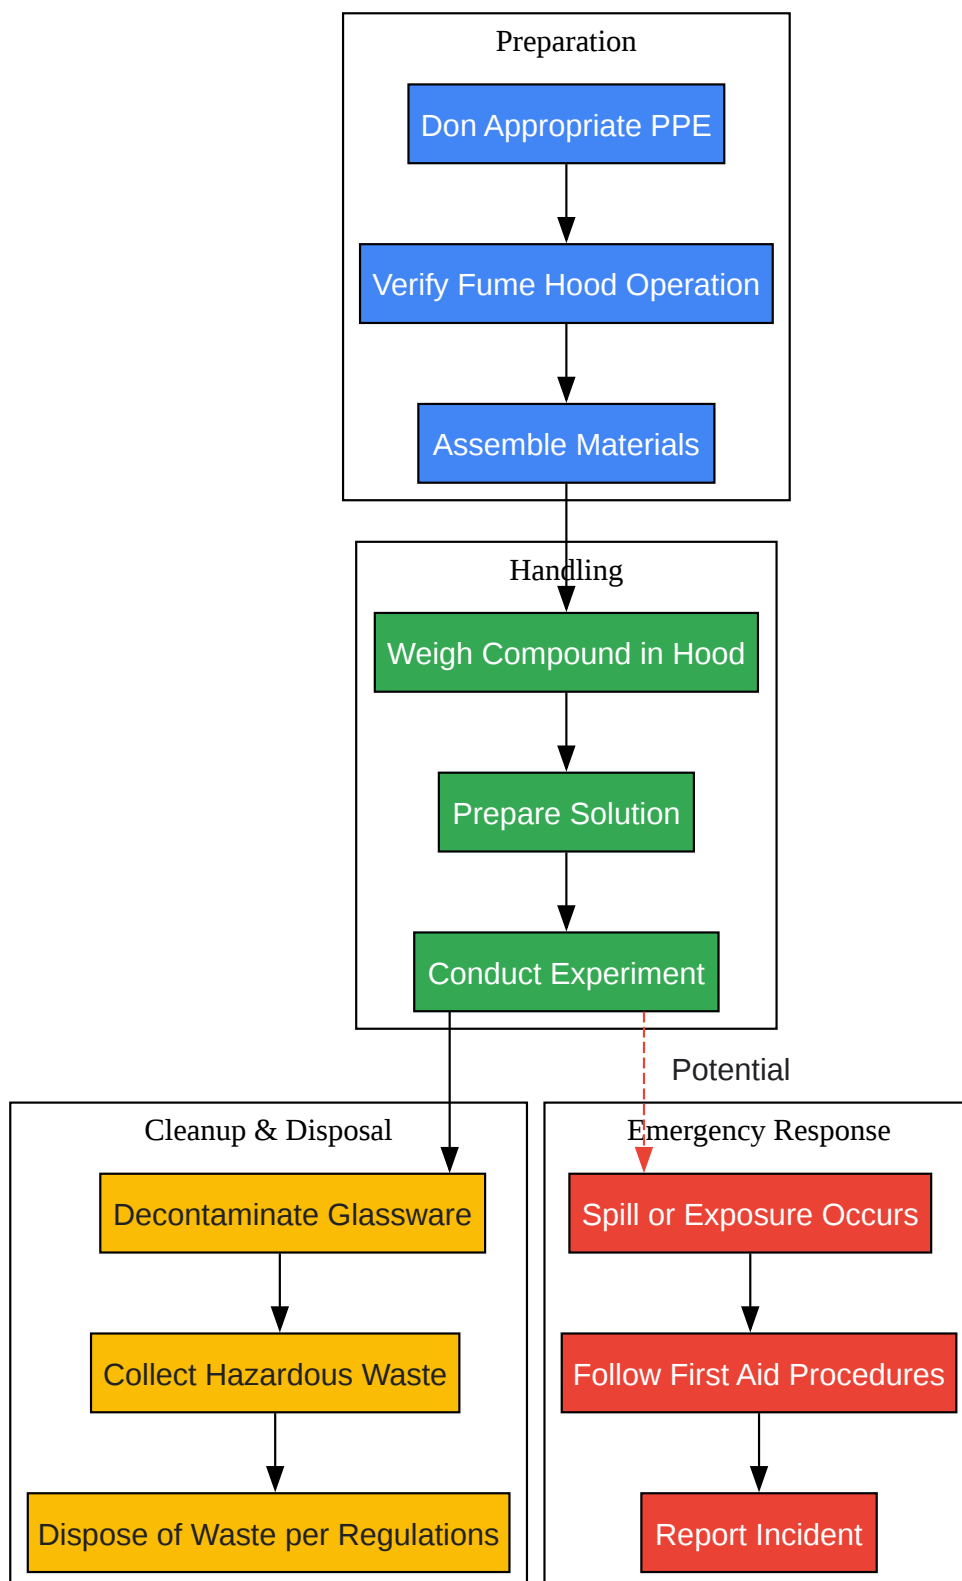 Preparation
Don Appropriate PPE
Verify Fume Hood Operation
Assemble Materials
Handling
Weigh Compound in Hood
Prepare Solution
Conduct Experiment
Potential
Cleanup & Disposal
Decontaminate Glassware
Collect Hazardous Waste
Dispose of Waste per Regulations
Emergency Response
Spill or Exposure Occurs
Follow First Aid Procedures
Report Incident